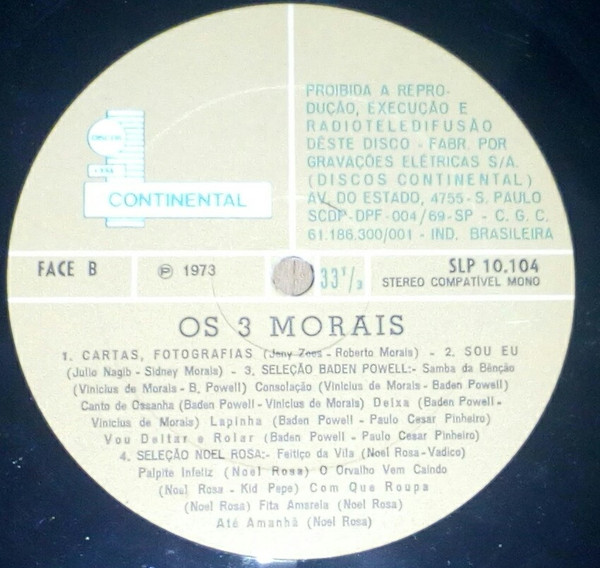 PROIBIDA A REPRO-
DUÇÃO, EXECUÇÃO E
RADIOTELEDIFUSÃO
DÊSTE DISCO - FABR. POR
GRAVAÇÕES ELÉTRICAS S/A.
(DISCOS CONTINENTAL)
AV. DO ESTADO, 4755 - S. PAULO
SCDP-DPF-004/69-SP - C. G. C.
61.186.300/001 - IND. BRASILEIRA
CONTINENTAL
FACE B
Ⓟ 1973
33 1/3
SLP 10.104
STEREO COMPATÍVEL MONO
OS 3 MORAIS
1. CARTAS, FOTOGRAFIAS (Jeny Zoes - Roberto Morais) - 2. SOU EU
(Julio Nagib - Sidney Morais) - 3. SELEÇÃO BADEN POWELL:- Samba da Bênção
(Vinicius de Morais - B. Powell) Consolação (Vinicius de Morais - Baden Powell)
Canto de Ossanha (Baden Powell - Vinicius de Morais) Deixa (Baden Powell -
Vinicius de Morais) Lapinha (Baden Powell - Paulo Cesar Pinheiro)
Vou Deitar e Rolar (Baden Powell - Paulo Cesar Pinheiro)
4. SELEÇÃO NOEL ROSA:- Feitiço da Vila (Noel Rosa - Vadico)
Palpite Infeliz (Noel Rosa) O Orvalho Vem Caindo
(Noel Rosa - Kid Pepe) Com Que Roupa
(Noel Rosa) Fita Amarela (Noel Rosa)
Até Amanhã (Noel Rosa)